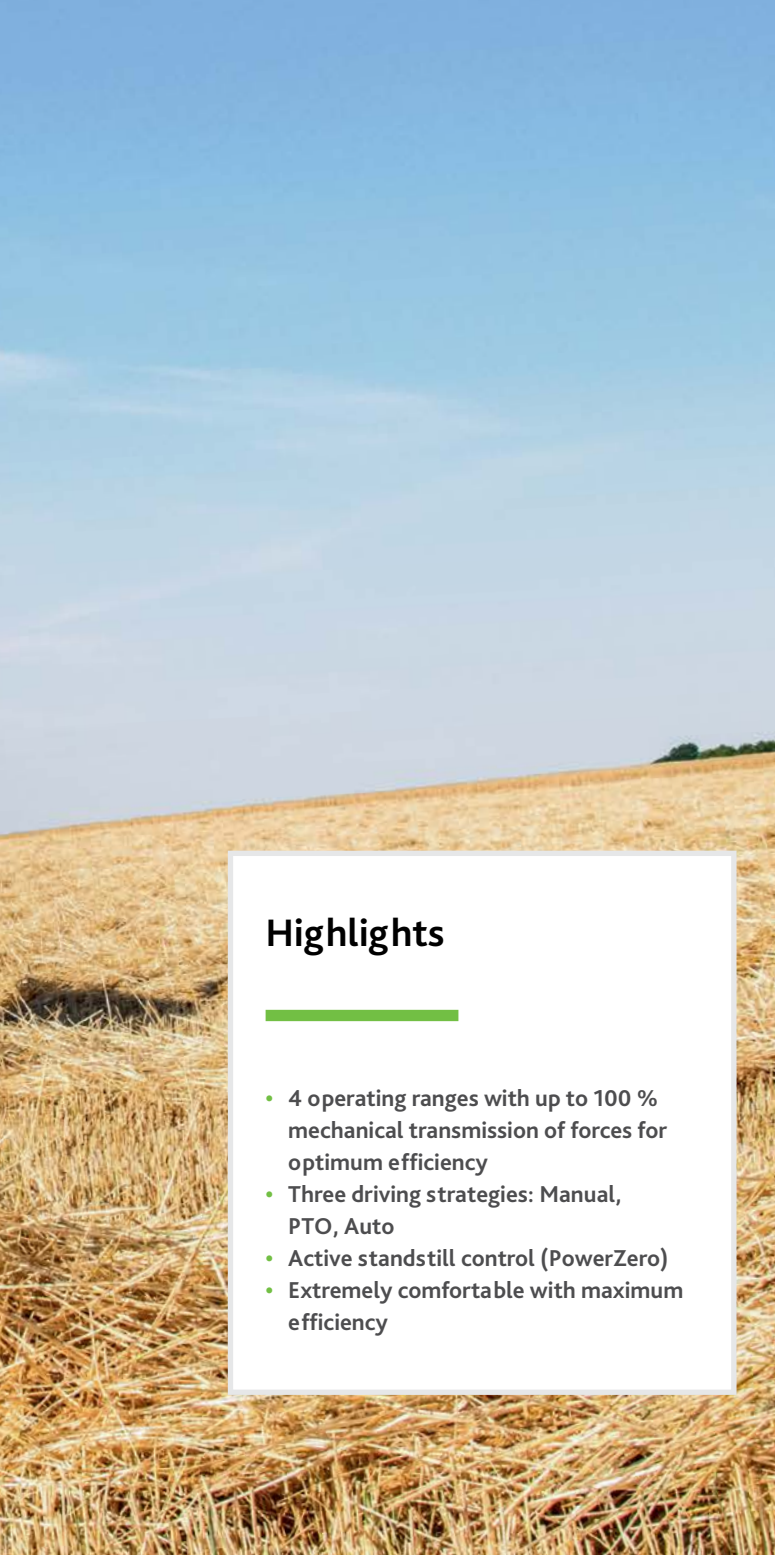 Highlights
• 4 operating ranges with up to 100 %
mechanical transmission of forces for
optimum efficiency
• Three driving strategies: Manual,
PTO, Auto
• Active standstill control (PowerZero)
• Extremely comfortable with maximum
efficiency